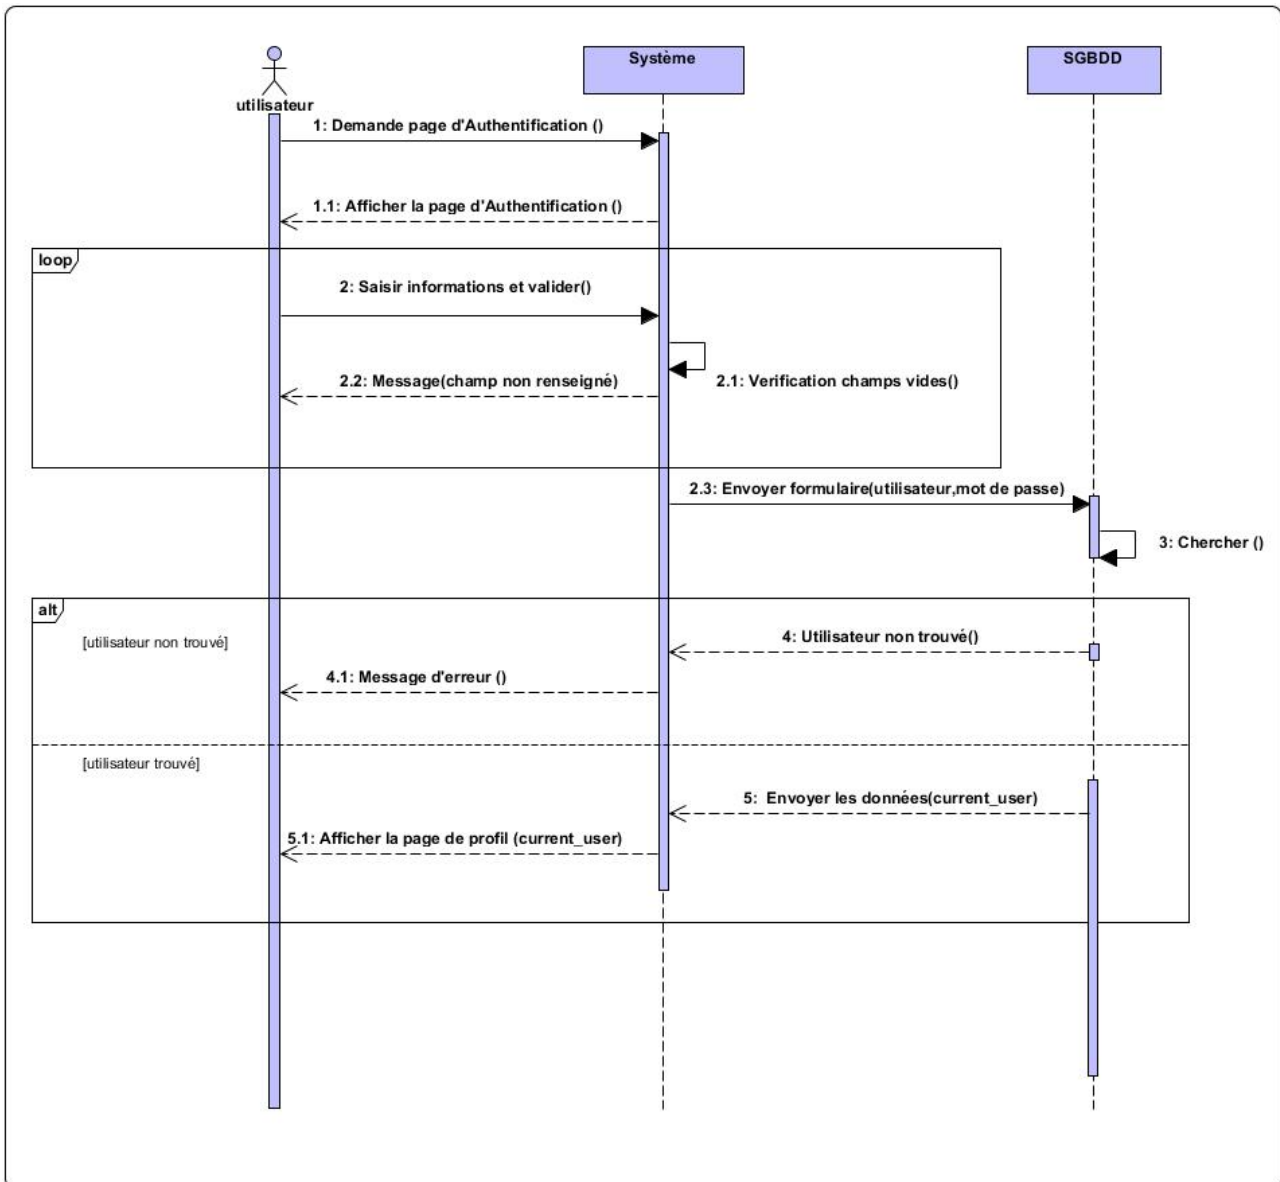 utilisateur
Système
SGBDD
1: Demande page d'Authentification ()
1.1: Afficher la page d'Authentification ()
loop
2: Saisir informations et valider()
2.1: Verification champs vides()
2.2: Message(champ non renseigné)
2.3: Envoyer formulaire(utilisateur,mot de passe)
3: Chercher ()
alt
[utilisateur non trouvé]
4: Utilisateur non trouvé()
4.1: Message d'erreur ()
[utilisateur trouvé]
5: Envoyer les données(current_user)
5.1: Afficher la page de profil (current_user)